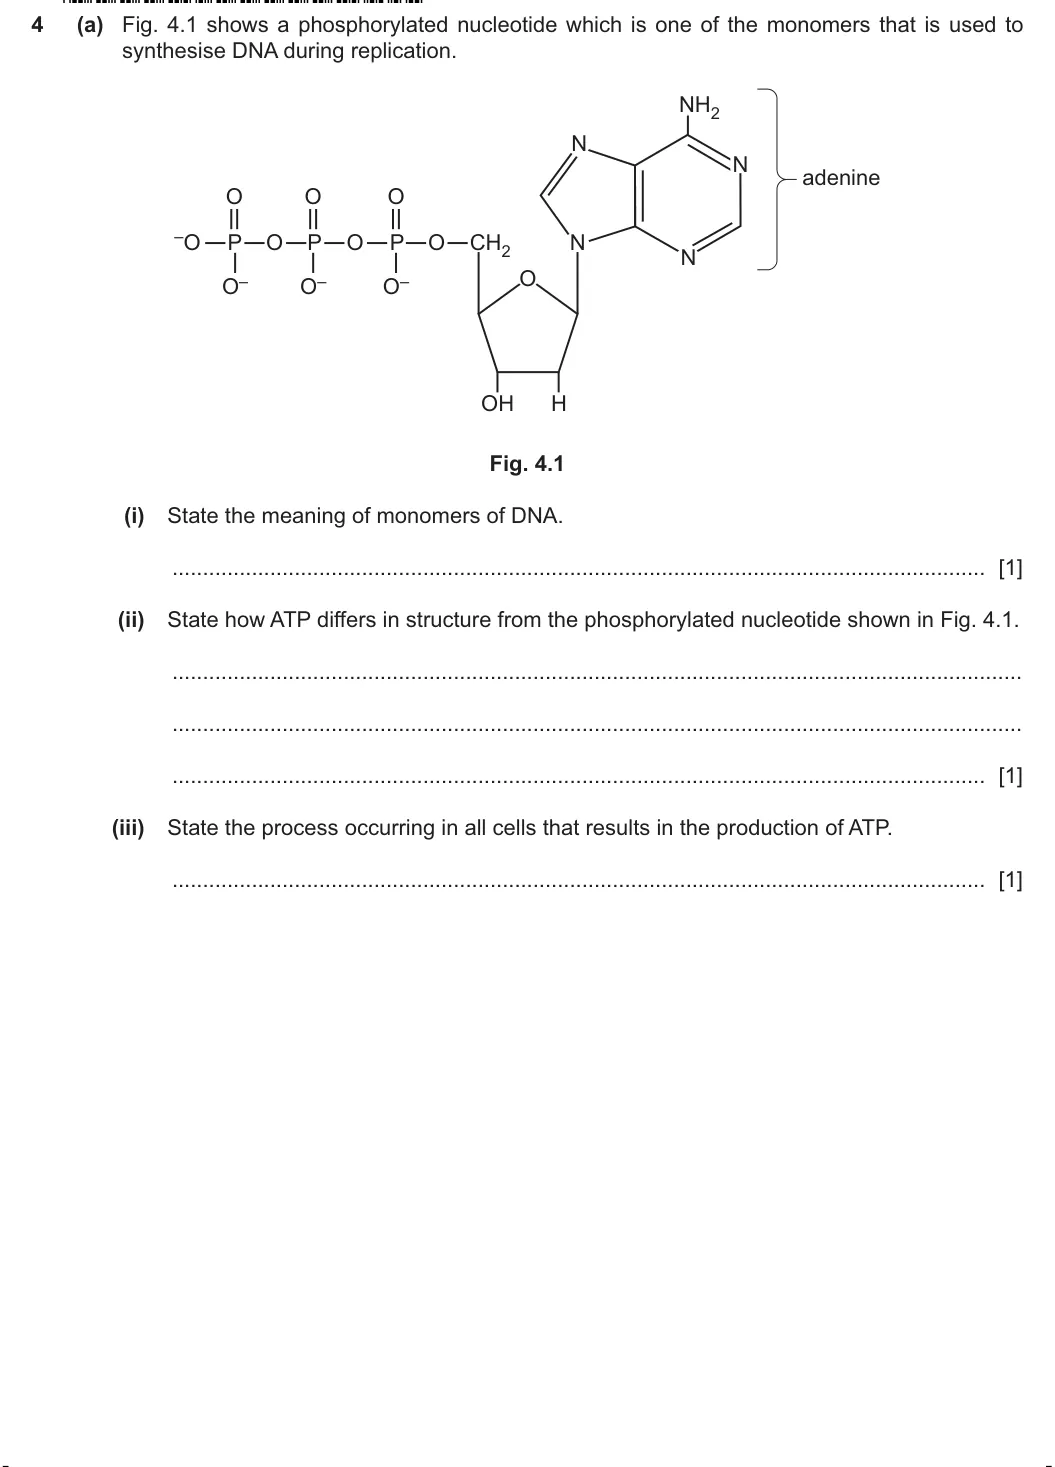 4 (a) Fig. 4.1 shows a phosphorylated nucleotide which is one of the monomers that is used to
synthesise DNA during replication.
NH2
N
N
adenine
O O O
–O P O P O P O CH2
N
N
O– O– O–
O
OH H
Fig. 4.1
(i) State the meaning of monomers of DNA.
........................................................................................................................................ [1]
(ii) State how ATP differs in structure from the phosphorylated nucleotide shown in Fig. 4.1.
..............................................................................................................................................
..............................................................................................................................................
........................................................................................................................................ [1]
(iii) State the process occurring in all cells that results in the production of ATP.
........................................................................................................................................ [1]